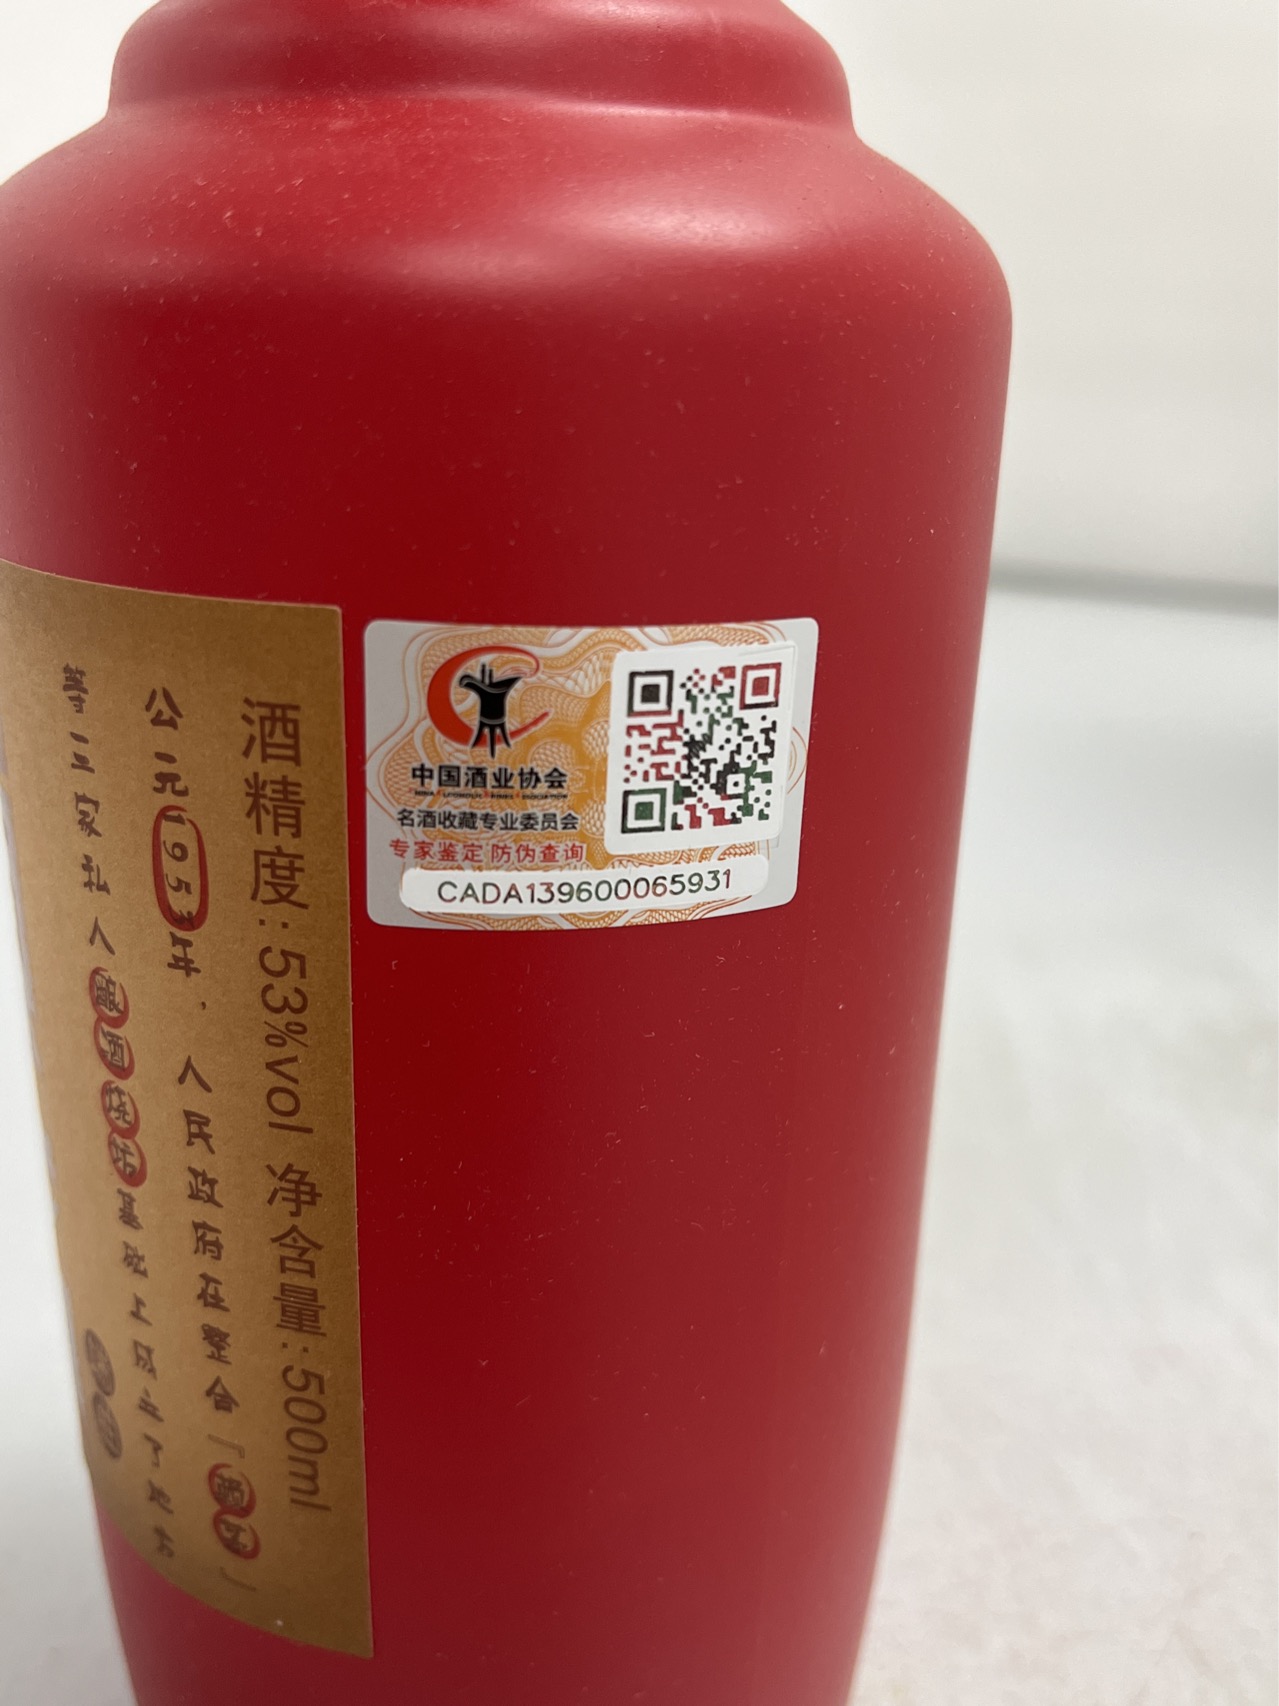 酒精度:53%vol 净含量:500ml
公元1953年,人民政府在整合『
等三家私人酿酒烧坊基础上成立了地方
中国酒业协会
名酒收藏专业委员会
专家鉴定 防伪查询
CADA139600065931